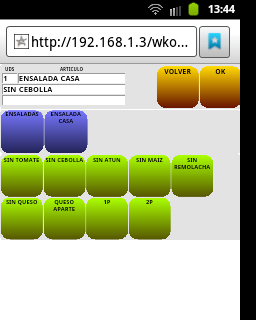 13:44
http://192.168.1.3/wko...
UDS ARTICULO
1 ENSALADA CASA
SIN CEBOLLA
VOLVER OK
ENSALADAS ENSALADA CASA
SIN TOMATE SIN CEBOLLA SIN ATUN SIN MAIZ SIN REMOLACHA
SIN QUESO QUESO APARTE 1P 2P